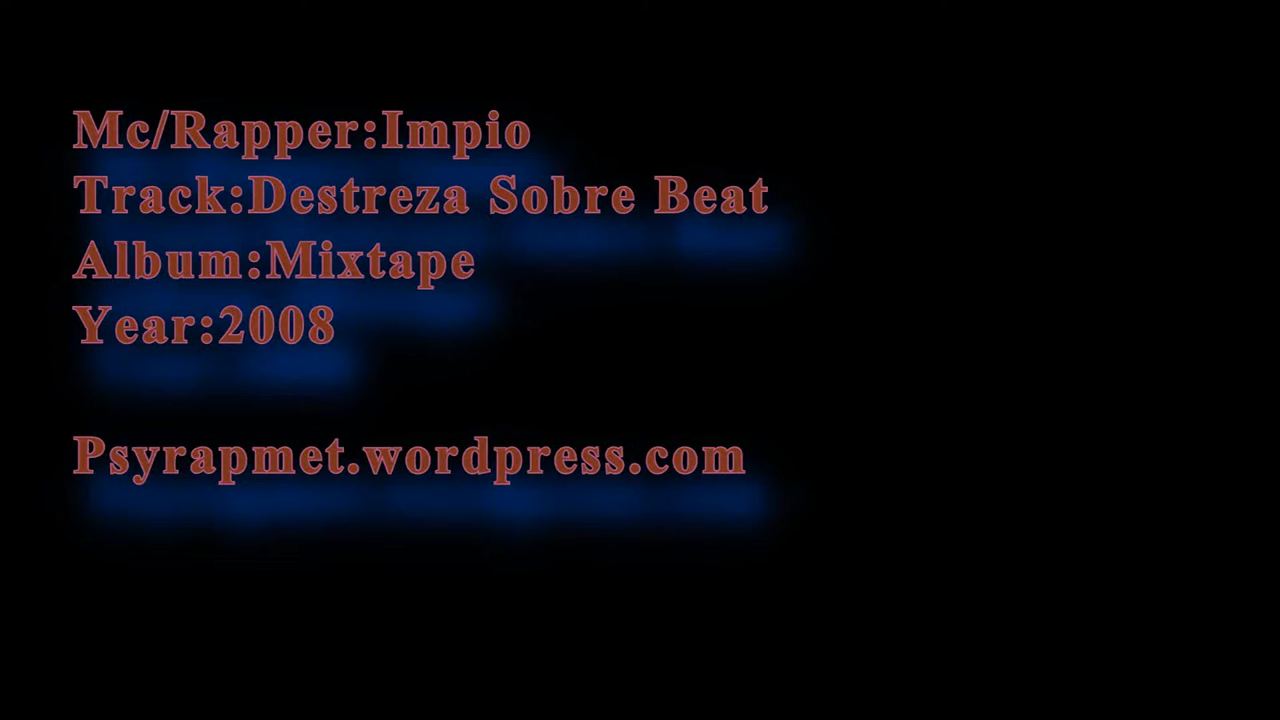 Mc/Rapper:Impio
Track:Destreza Sobre Beat
Album:Mixtape
Year:2008
Psyrapmet.wordpress.com